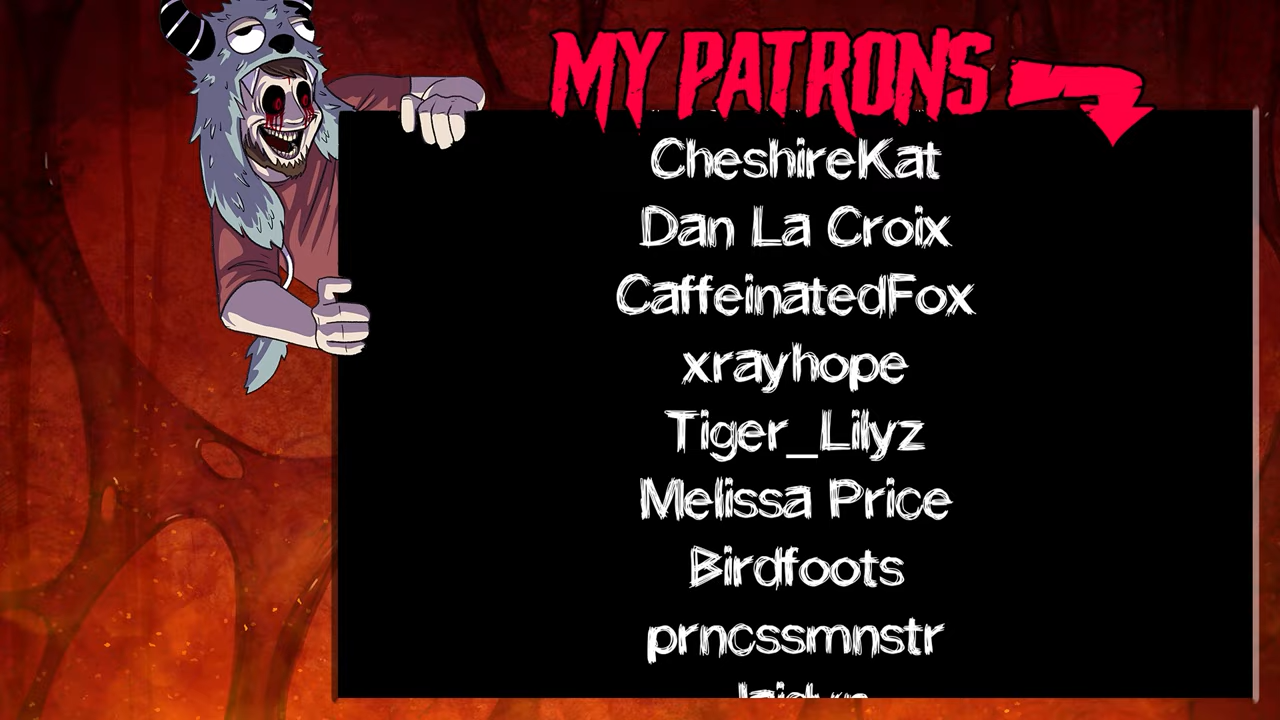 MY PATRONS
CheshireKat
Dan La Croix
CaffeinatedFox
xrayhope
Tiger_Lilyz
Melissa Price
Birdfoots
prncssmnstr